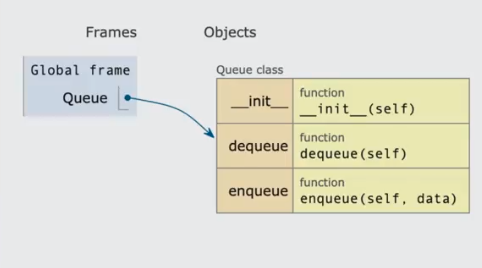 Frames
Objects
Global frame
Queue
Queue class
__init__
function
__init__(self)
dequeue
function
dequeue(self)
enqueue
function
enqueue(self, data)